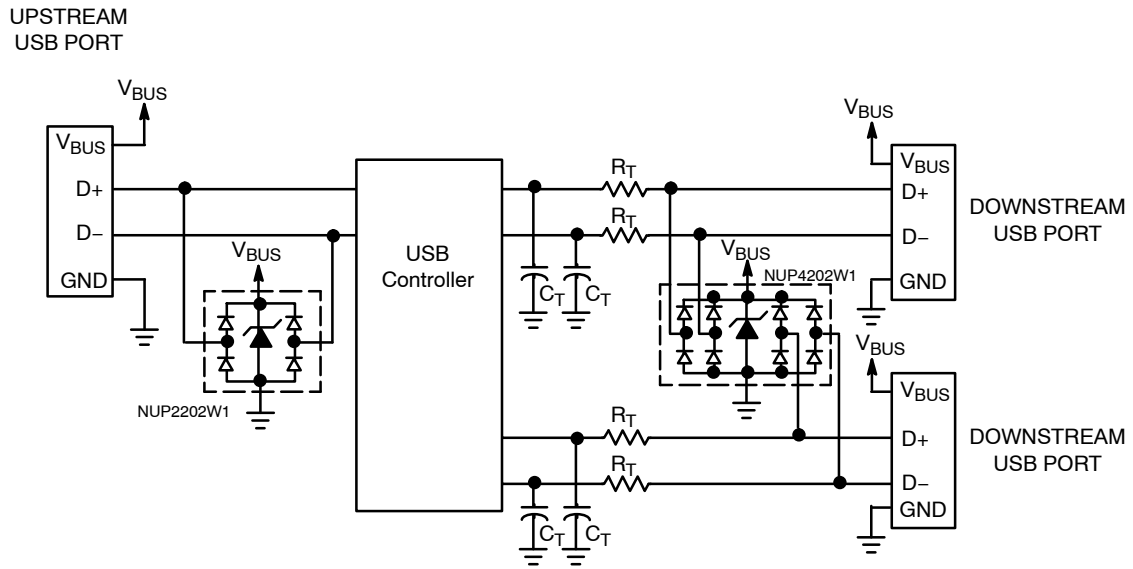 UPSTREAM
USB PORT
VBUS
VBUS
D+
D−
GND
VBUS
NUP2202W1
USB
Controller
RT
RT
CT
CT
VBUS
NUP4202W1
VBUS
VBUS
D+
D−
GND
DOWNSTREAM
USB PORT
RT
RT
CT
CT
VBUS
VBUS
D+
D−
GND
DOWNSTREAM
USB PORT